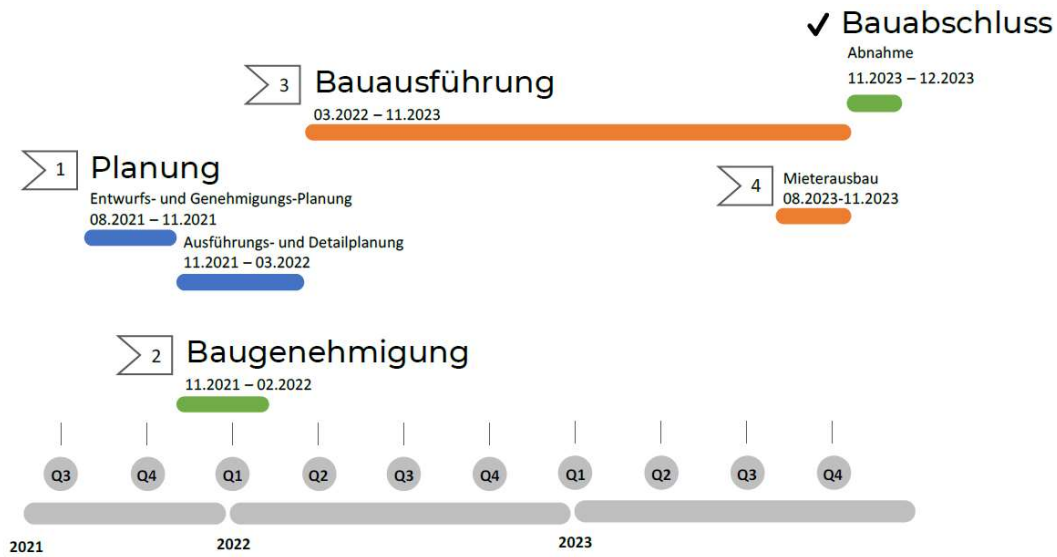 ✓ Bauabschluss
Abnahme
11.2023 – 12.2023
3
Bauausführung
03.2022 – 11.2023
1
Planung
Entwurfs- und Genehmigungs-Planung
08.2021 – 11.2021
Ausführungs- und Detailplanung
11.2021 – 03.2022
4
Mieterausbau
08.2023-11.2023
2
Baugenehmigung
11.2021 – 02.2022
Q3 Q4 Q1 Q2 Q3 Q4 Q1 Q2 Q3 Q4
2021 2022 2023